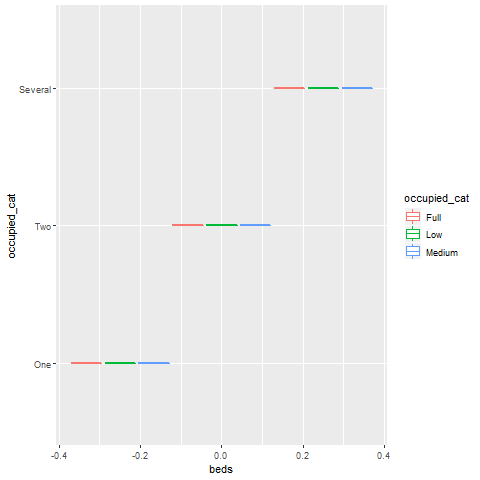 Several
Two
One
occupied_cat
-0.4 -0.2 0.0 0.2 0.4
beds
occupied_cat
Full
Low
Medium